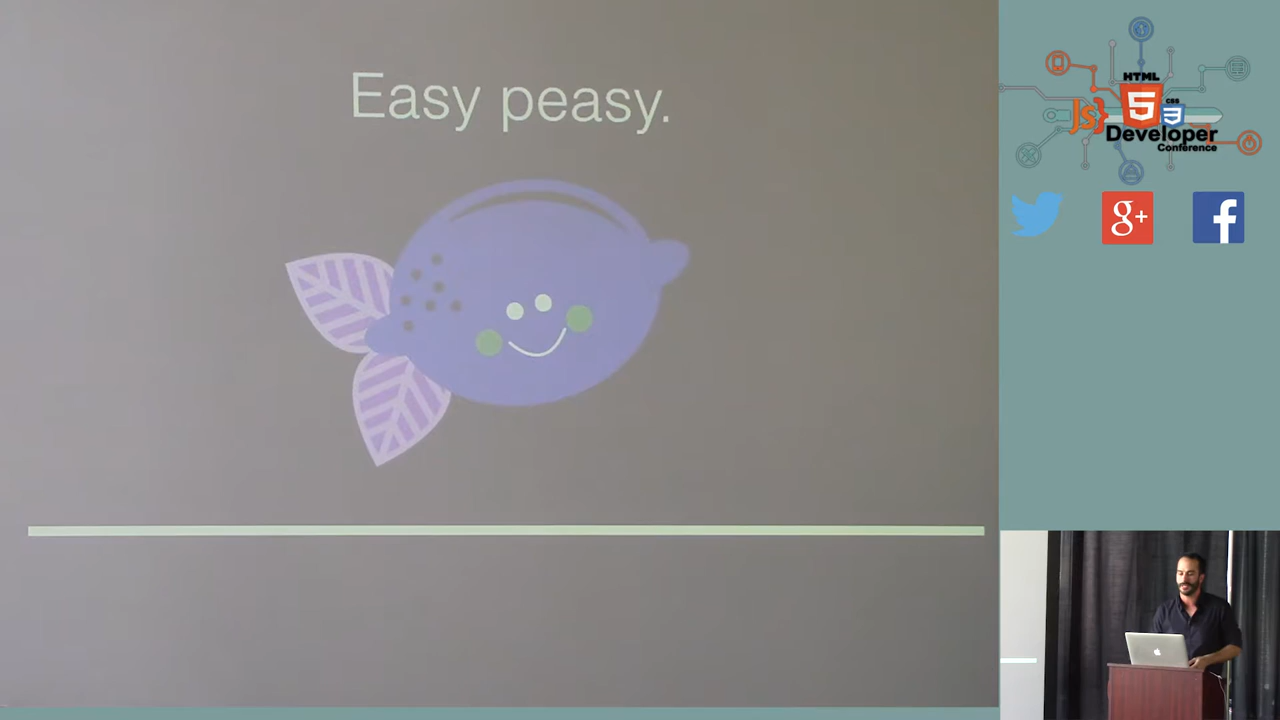 Easy peasy.
HTML
5
JS}
CSS
3
Developer
Conference
g+
f